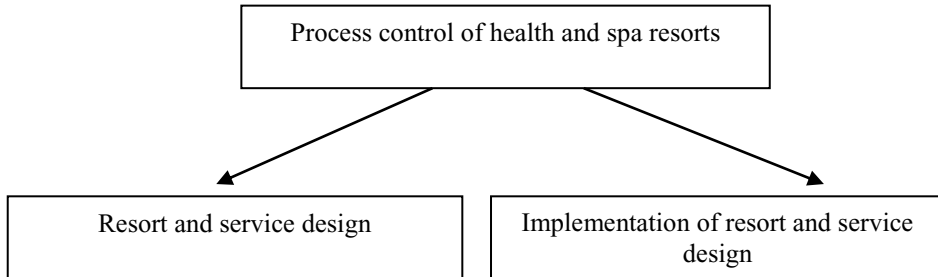 Process control of health and spa resorts
Resort and service design
Implementation of resort and service
design